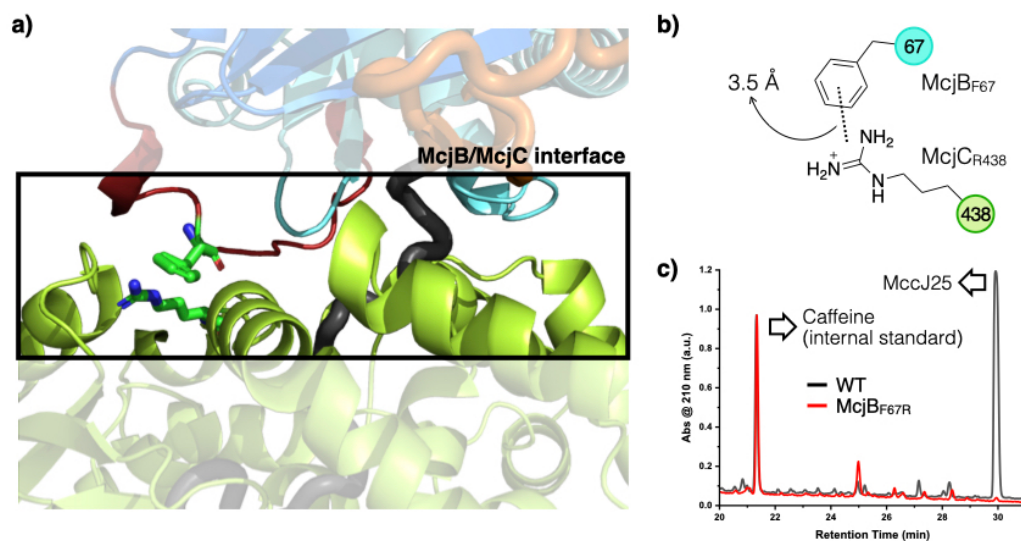 a)
McjB/McjC interface
b)
67
3.5 Å
McjBF67
NH2
+
H2N
N
H
McjCR438
438
c)
MccJ25
Caffeine
(internal standard)
WT
McjBF67R
Abs @ 210 nm (a.u.)
1.2
1.0
0.8
0.6
0.4
0.2
0.0
20 22 24 26 28 30
Retention Time (min)